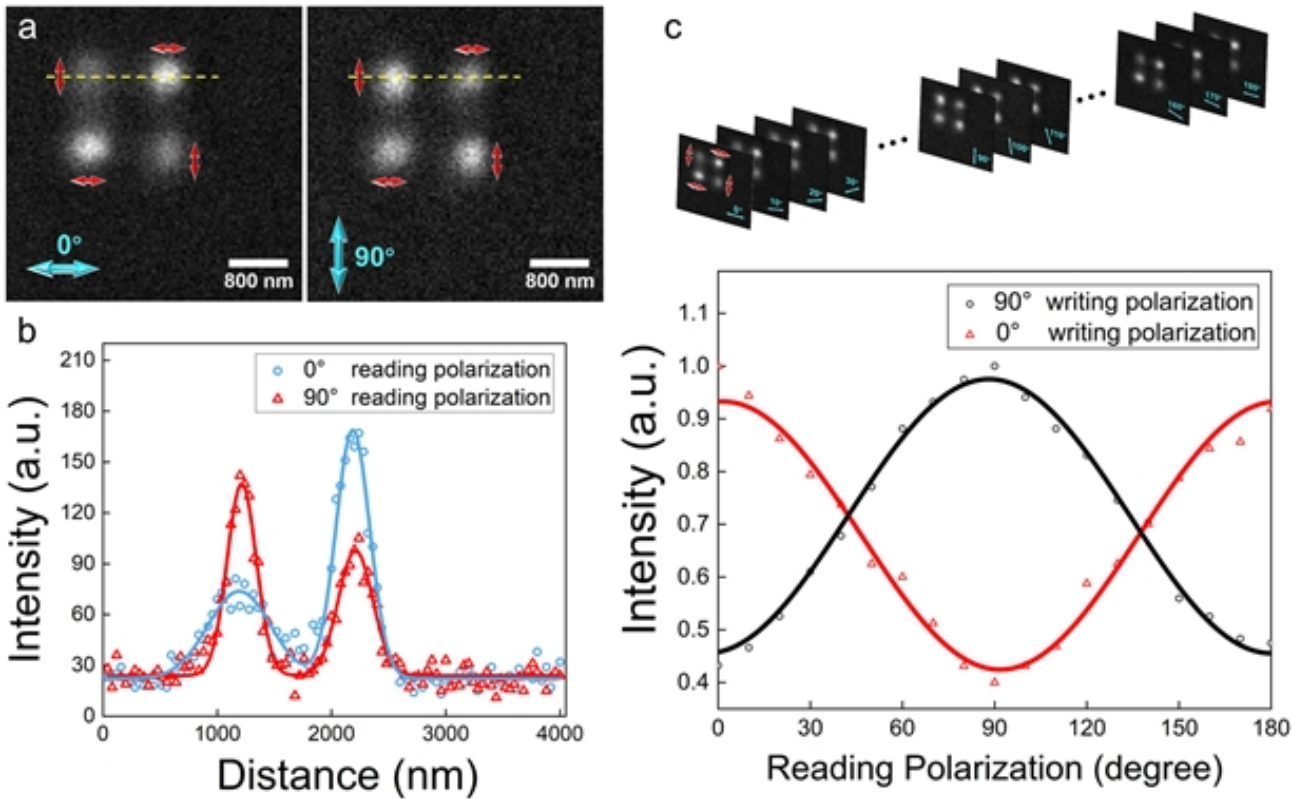 a
0°
800 nm
90°
800 nm
b
210
180
150
120
90
60
30
0
0° reading polarization
90° reading polarization
Intensity (a.u.)
0 1000 2000 3000 4000
Distance (nm)
c
0° 10° 20° 30° 90° 100° 110° 160° 170° 180°
1.1
1.0
0.9
0.8
0.7
0.6
0.5
0.4
90° writing polarization
0° writing polarization
Intensity (a.u.)
0 30 60 90 120 150 180
Reading Polarization (degree)